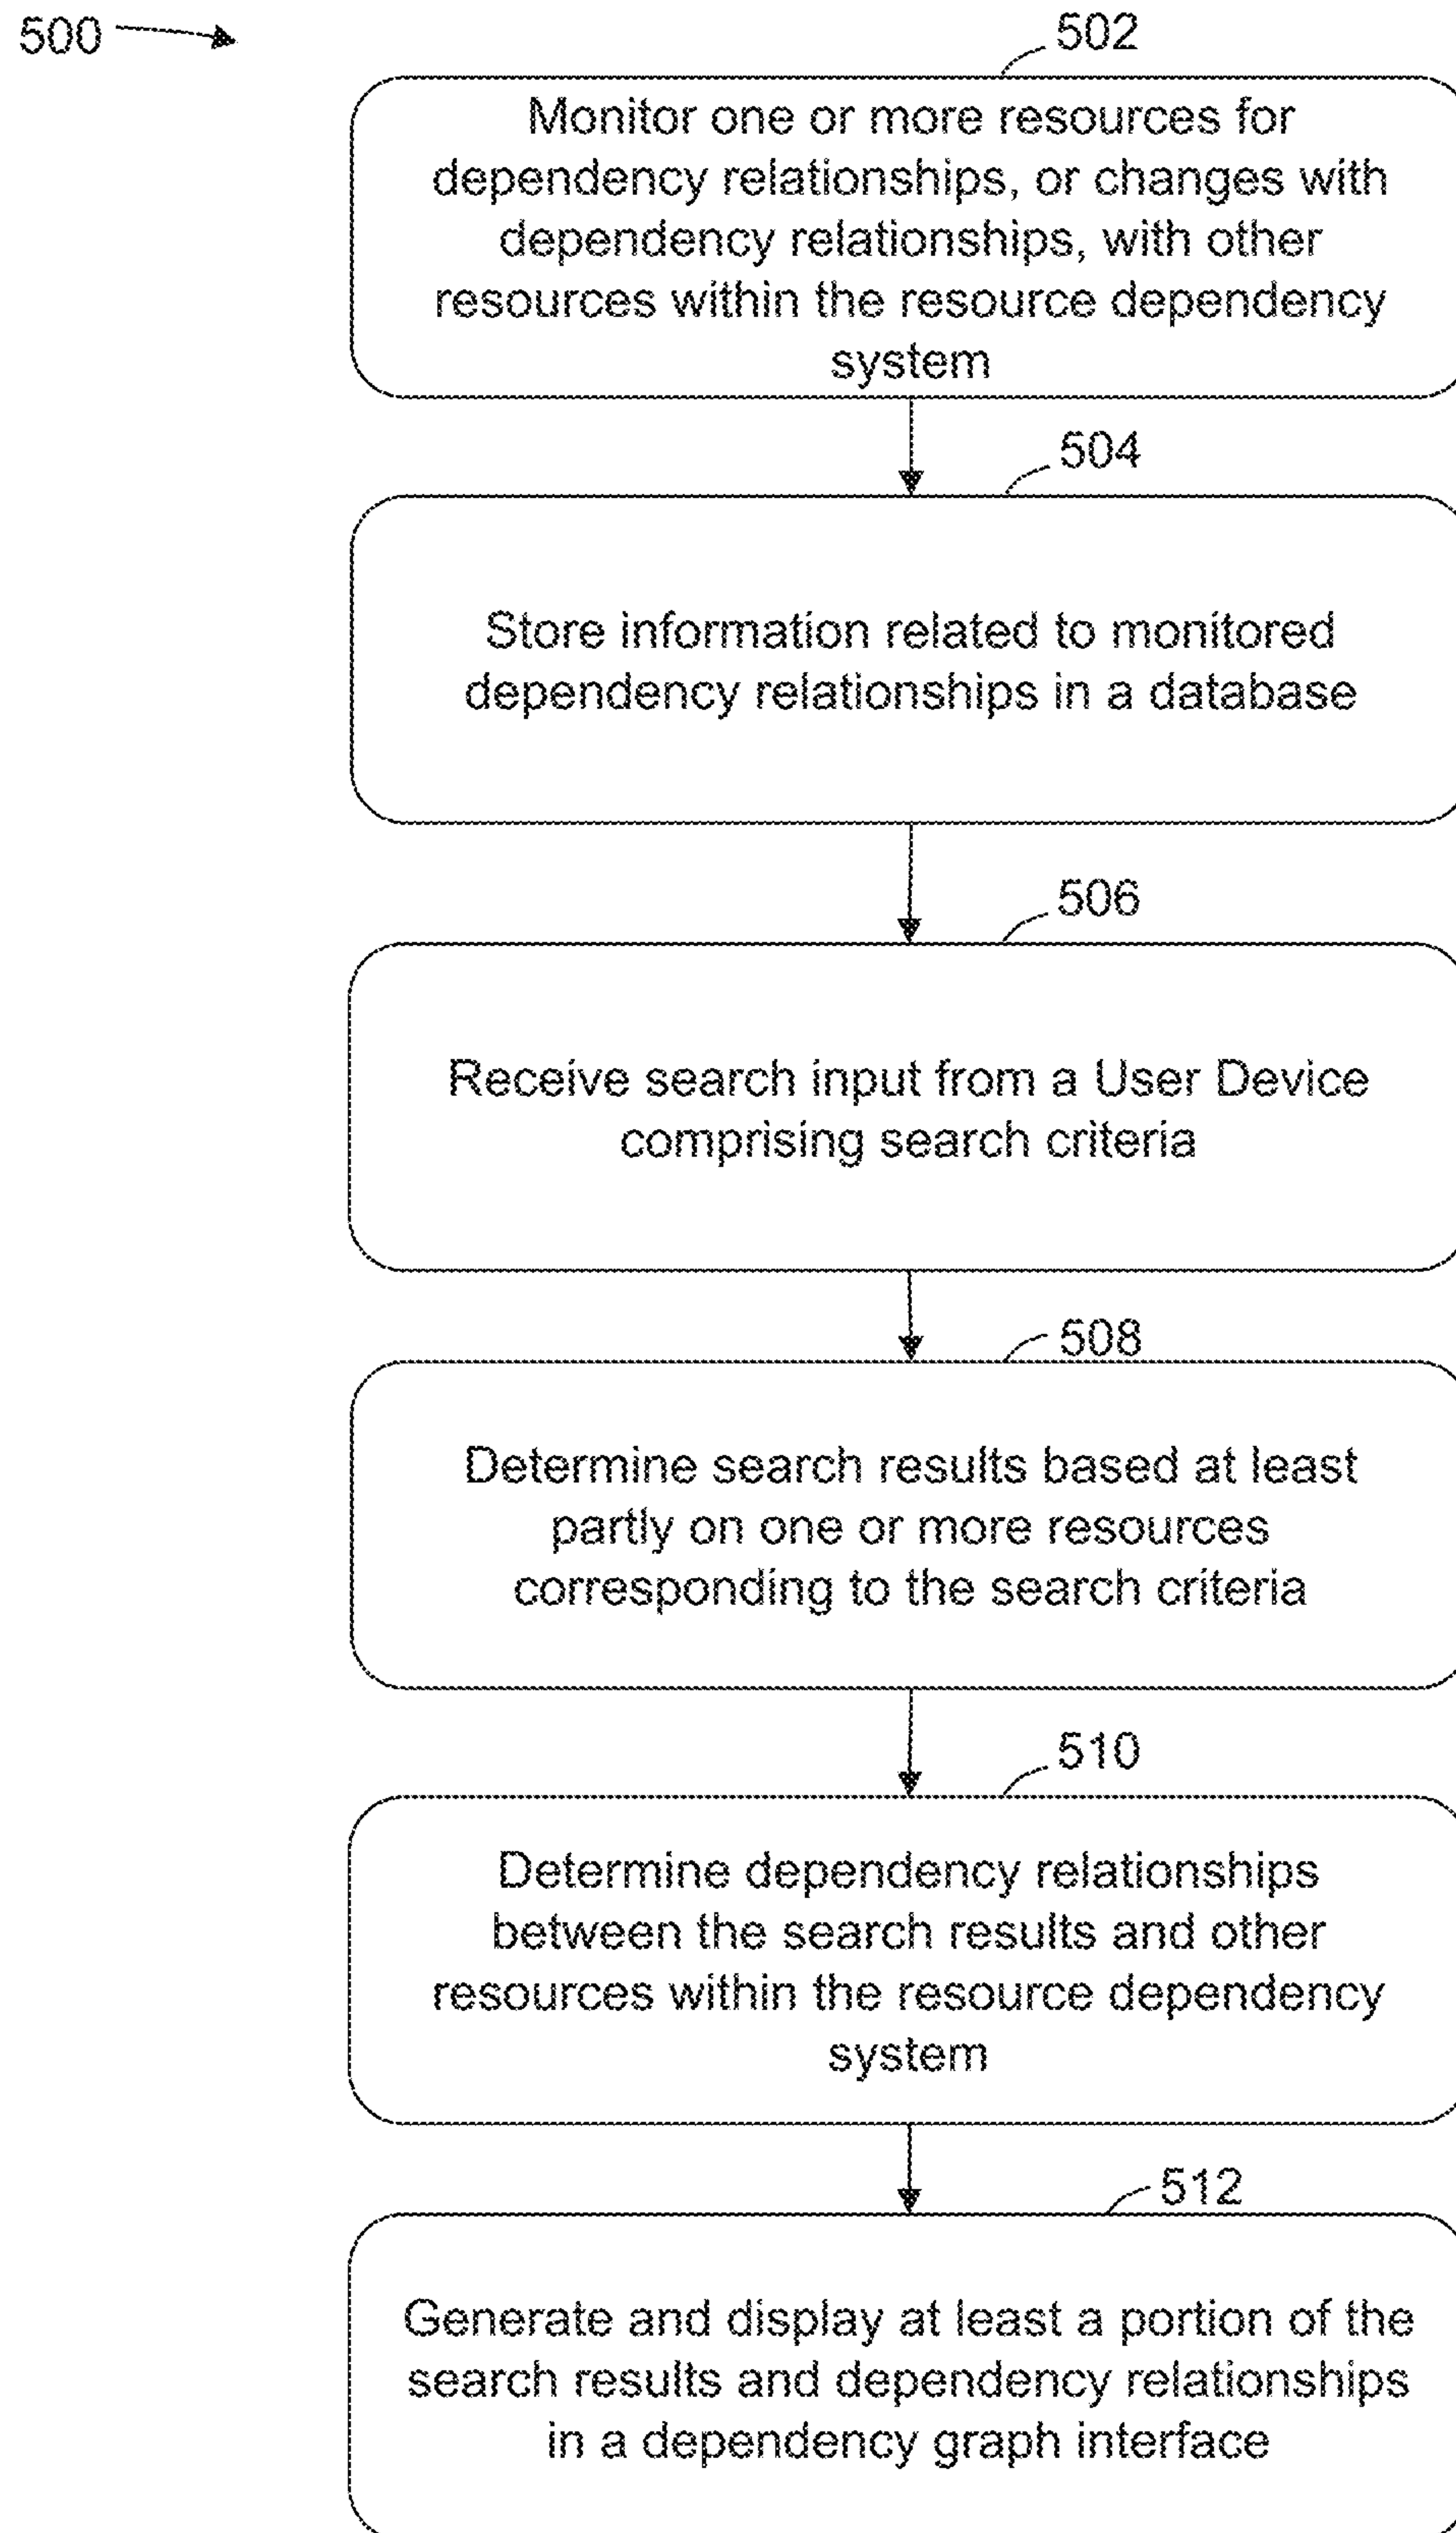 500
502
Monitor one or more resources for
dependency relationships, or changes with
dependency relationships, with other
resources within the resource dependency
system
504
Store information related to monitored
dependency relationships in a database
506
Receive search input from a User Device
comprising search criteria
508
Determine search results based at least
partly on one or more resources
corresponding to the search criteria
510
Determine dependency relationships
between the search results and other
resources within the resource dependency
system
512
Generate and display at least a portion of the
search results and dependency relationships
in a dependency graph interface